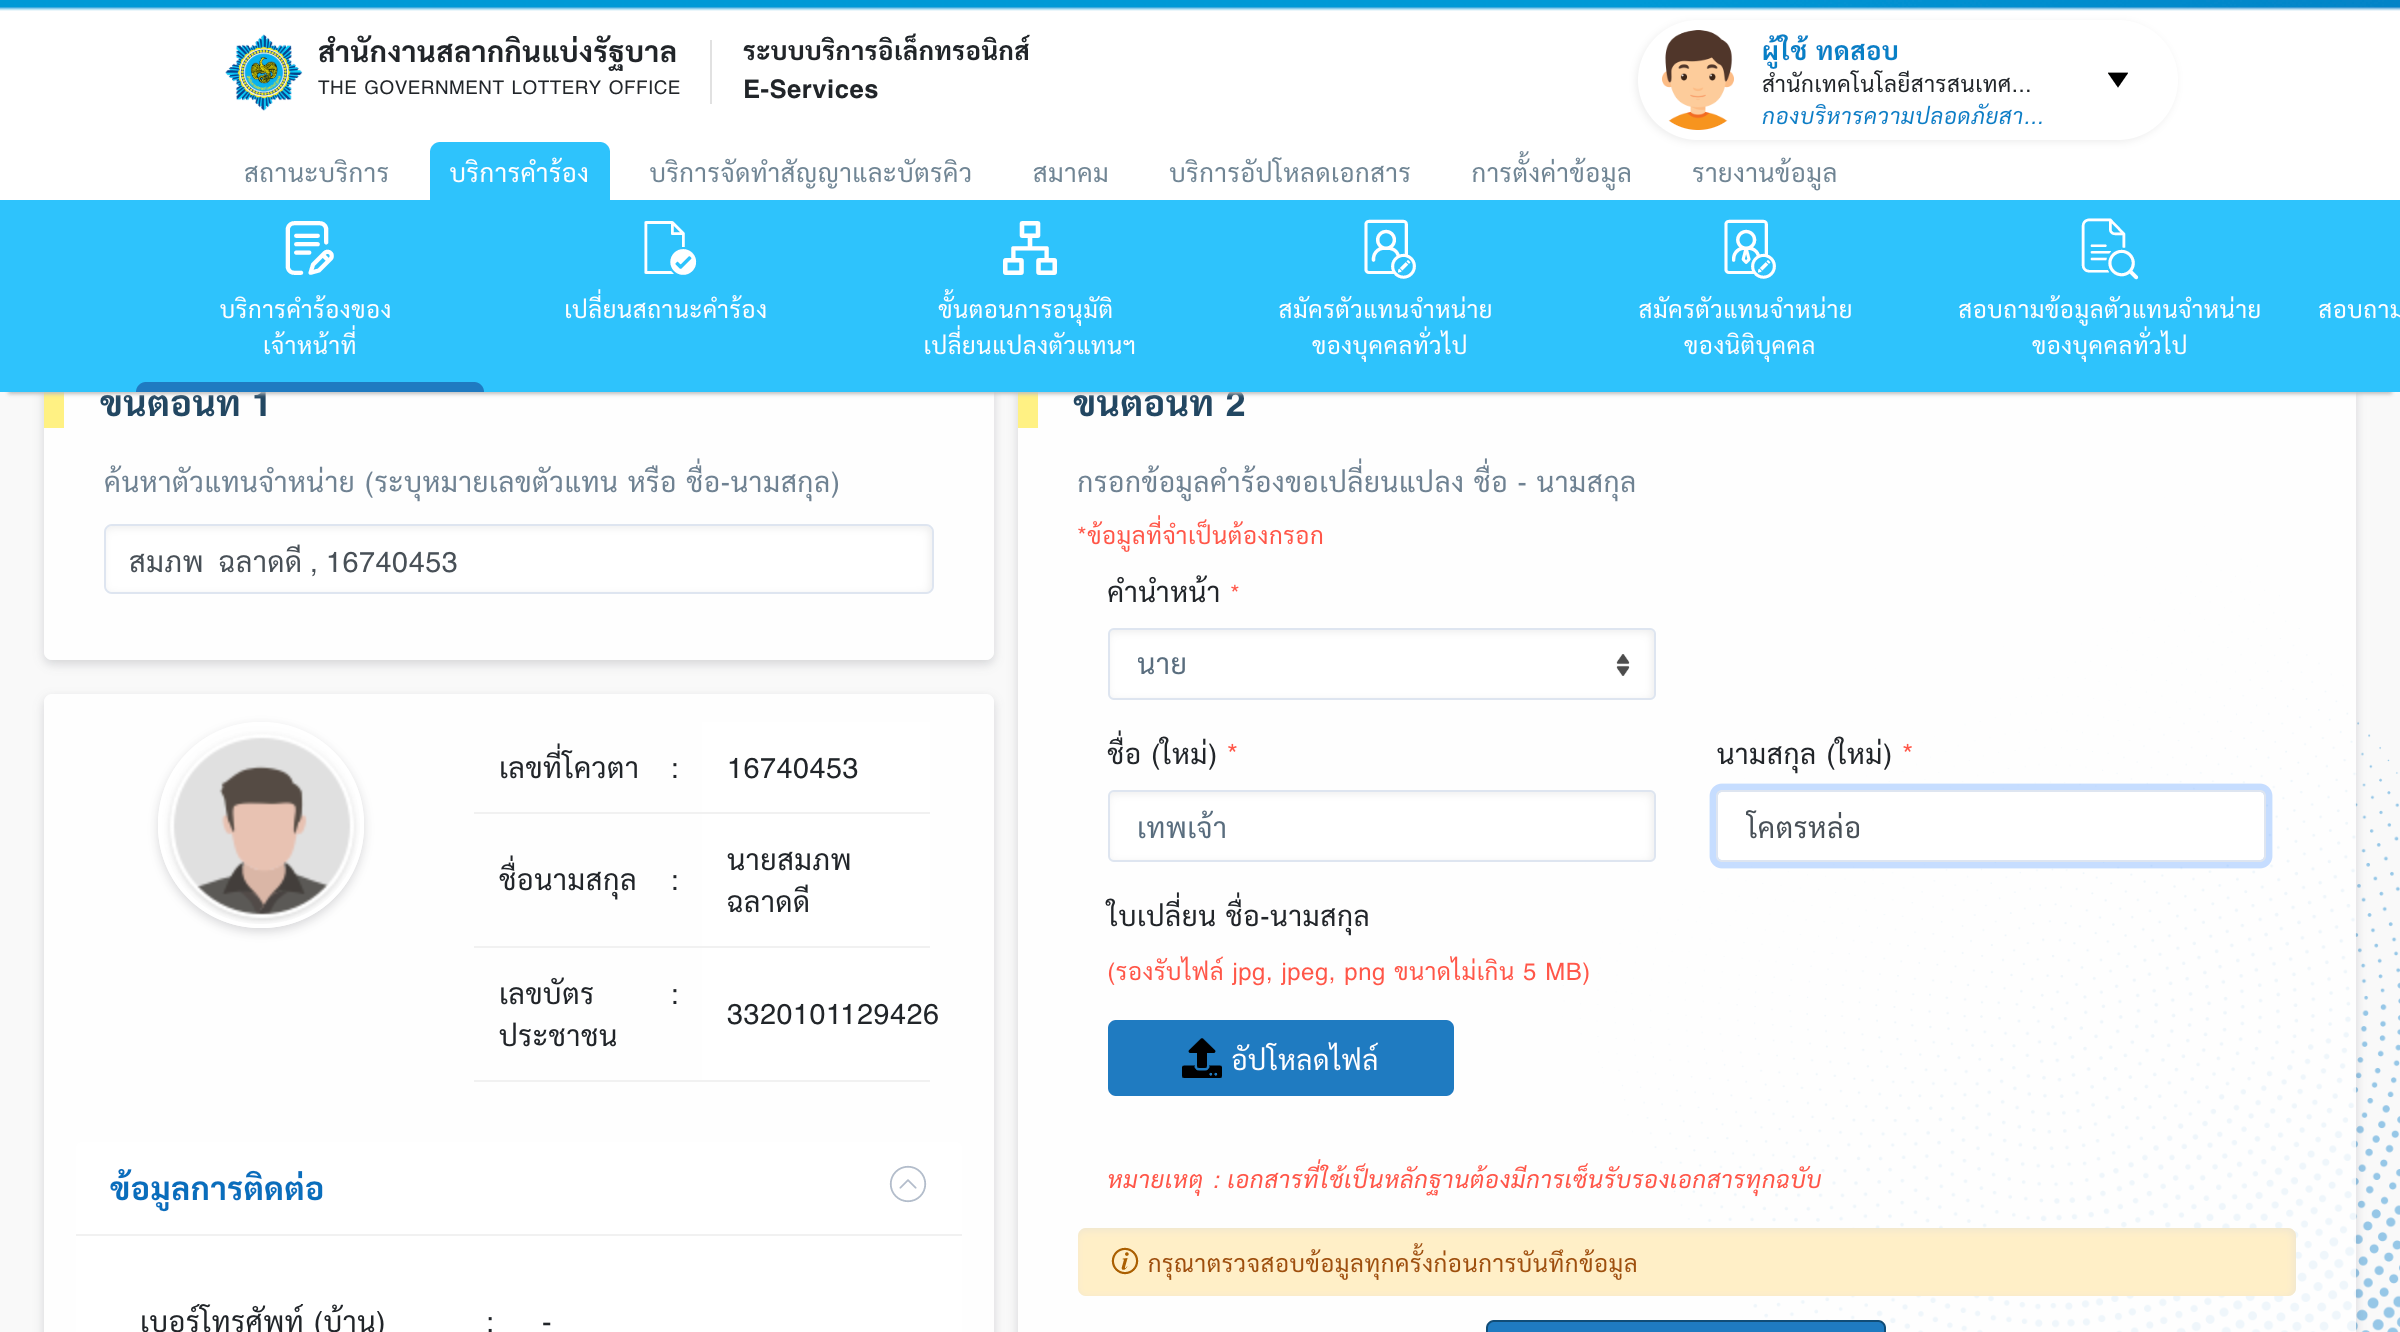 สำนักงานสลากกินแบ่งรัฐบาล
THE GOVERNMENT LOTTERY OFFICE
ระบบบริการอิเล็กทรอนิกส์
E-Services
ผู้ใช้ ทดสอบ
สำนักเทคโนโลยีสารสนเทศ...
กองบริหารความปลอดภัยสา...
สถานะบริการ
บริการคำร้อง
บริการจัดทำสัญญาและบัตรคิว
สมาคม
บริการอัปโหลดเอกสาร
การตั้งค่าข้อมูล
รายงานข้อมูล
บริการคำร้องของ
เจ้าหน้าที่
เปลี่ยนสถานะคำร้อง
ขั้นตอนการอนุมัติ
เปลี่ยนแปลงตัวแทนฯ
สมัครตัวแทนจำหน่าย
ของบุคคลทั่วไป
สมัครตัวแทนจำหน่าย
ของนิติบุคคล
สอบถามข้อมูลตัวแทนจำหน่าย
ของบุคคลทั่วไป
สอบถาม
ขั้นตอนที่ 1
ค้นหาตัวแทนจำหน่าย (ระบุหมายเลขตัวแทน หรือ ชื่อ-นามสกุล)
สมภพ ฉลาดดี , 16740453
เลขที่โควตา : 16740453
ชื่อนามสกุล : นายสมภพ
ฉลาดดี
เลขบัตร :
ประชาชน
3320101129426
ข้อมูลการติดต่อ
เบอร์โทรศัพท์ (บ้าน) : -
ขั้นตอนที่ 2
กรอกข้อมูลคำร้องขอเปลี่ยนแปลง ชื่อ - นามสกุล
*ข้อมูลที่จำเป็นต้องกรอก
คำนำหน้า *
นาย
ชื่อ (ใหม่) *
นามสกุล (ใหม่) *
เทพเจ้า
โคตรหล่อ
ใบเปลี่ยน ชื่อ-นามสกุล
(รองรับไฟล์ jpg, jpeg, png ขนาดไม่เกิน 5 MB)
อัปโหลดไฟล์
หมายเหตุ : เอกสารที่ใช้เป็นหลักฐานต้องมีการเซ็นรับรองเอกสารทุกฉบับ
กรุณาตรวจสอบข้อมูลทุกครั้งก่อนการบันทึกข้อมูล